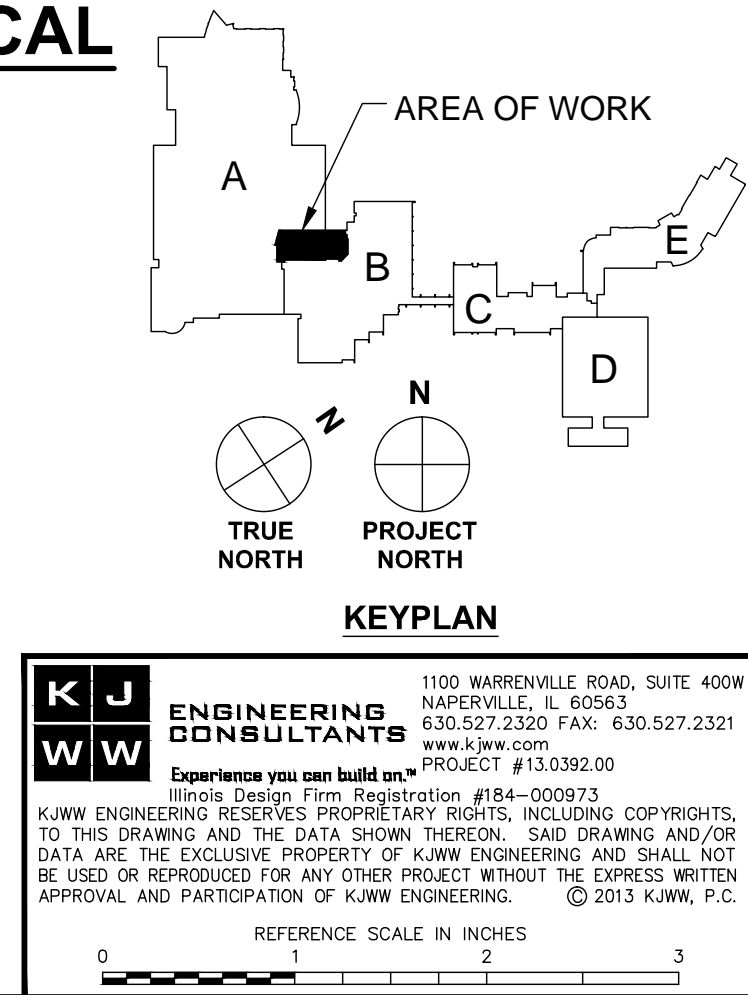 CAL
AREA OF WORK
A
B
C
D
E
N
N
TRUE
NORTH
PROJECT
NORTH
KEYPLAN
K J
W W
ENGINEERING
CONSULTANTS
Experience you can build on.™
1100 WARRENVILLE ROAD, SUITE 400W
NAPERVILLE, IL 60563
630.527.2320 FAX: 630.527.2321
www.kjww.com
PROJECT #13.0392.00
Illinois Design Firm Registration #184-000973
KJWW ENGINEERING RESERVES PROPRIETARY RIGHTS, INCLUDING COPYRIGHTS,
TO THIS DRAWING AND THE DATA SHOWN THEREON. SAID DRAWING AND/OR
DATA ARE THE EXCLUSIVE PROPERTY OF KJWW ENGINEERING AND SHALL NOT
BE USED OR REPRODUCED FOR ANY OTHER PROJECT WITHOUT THE EXPRESS WRITTEN
APPROVAL AND PARTICIPATION OF KJWW ENGINEERING. © 2013 KJWW, P.C.
REFERENCE SCALE IN INCHES
0 1 2 3